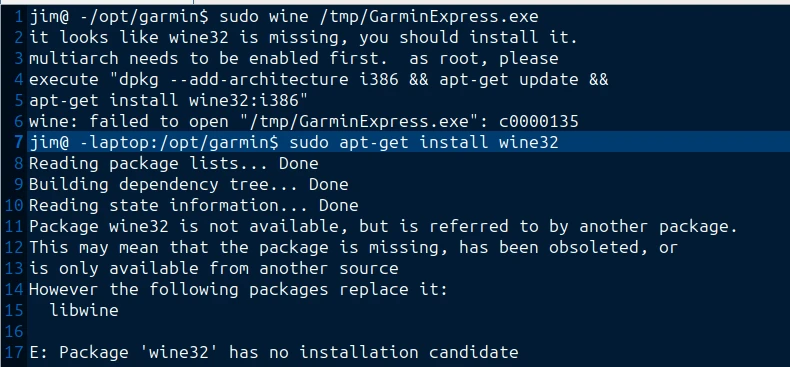 1 jim@ -/opt/garmin$ sudo wine /tmp/GarminExpress.exe
2 it looks like wine32 is missing, you should install it.
3 multiarch needs to be enabled first.  as root, please
4 execute "dpkg --add-architecture i386 && apt-get update &&
5 apt-get install wine32:i386"
6 wine: failed to open "/tmp/GarminExpress.exe": c0000135
7 jim@ -laptop:/opt/garmin$ sudo apt-get install wine32
8 Reading package lists... Done
9 Building dependency tree... Done
10 Reading state information... Done
11 Package wine32 is not available, but is referred to by another package.
12 This may mean that the package is missing, has been obsoleted, or
13 is only available from another source
14 However the following packages replace it:
15   libwine
16
17 E: Package 'wine32' has no installation candidate